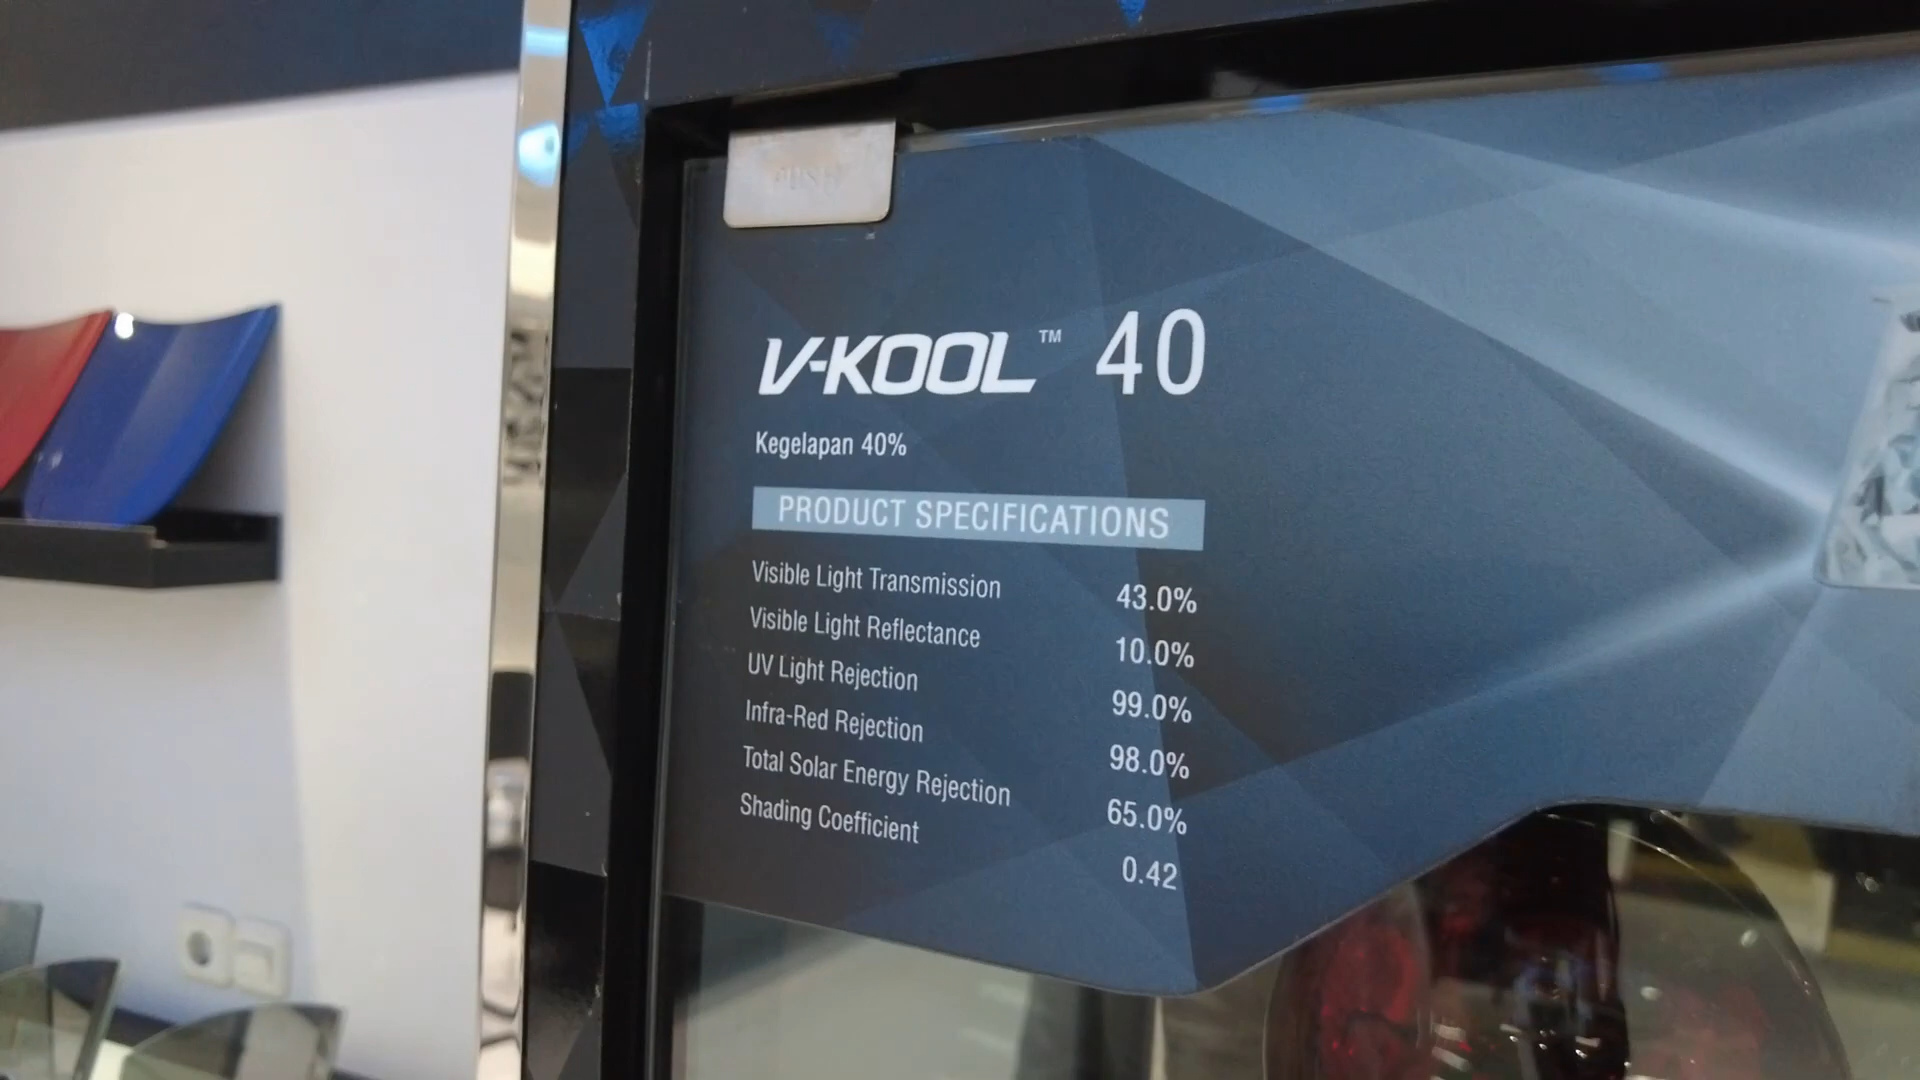 PUSH
V-KOOL™ 40
Kegelapan 40%
PRODUCT SPECIFICATIONS
Visible Light Transmission 43.0%
Visible Light Reflectance 10.0%
UV Light Rejection 99.0%
Infra-Red Rejection 98.0%
Total Solar Energy Rejection 65.0%
Shading Coefficient 0.42